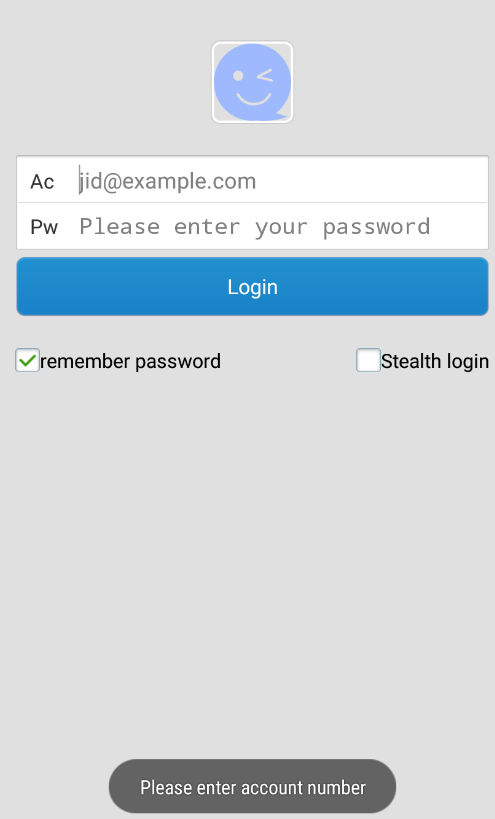 Ac jid@example.com
Pw Please enter your password
Login
remember password Stealth login
Please enter account number